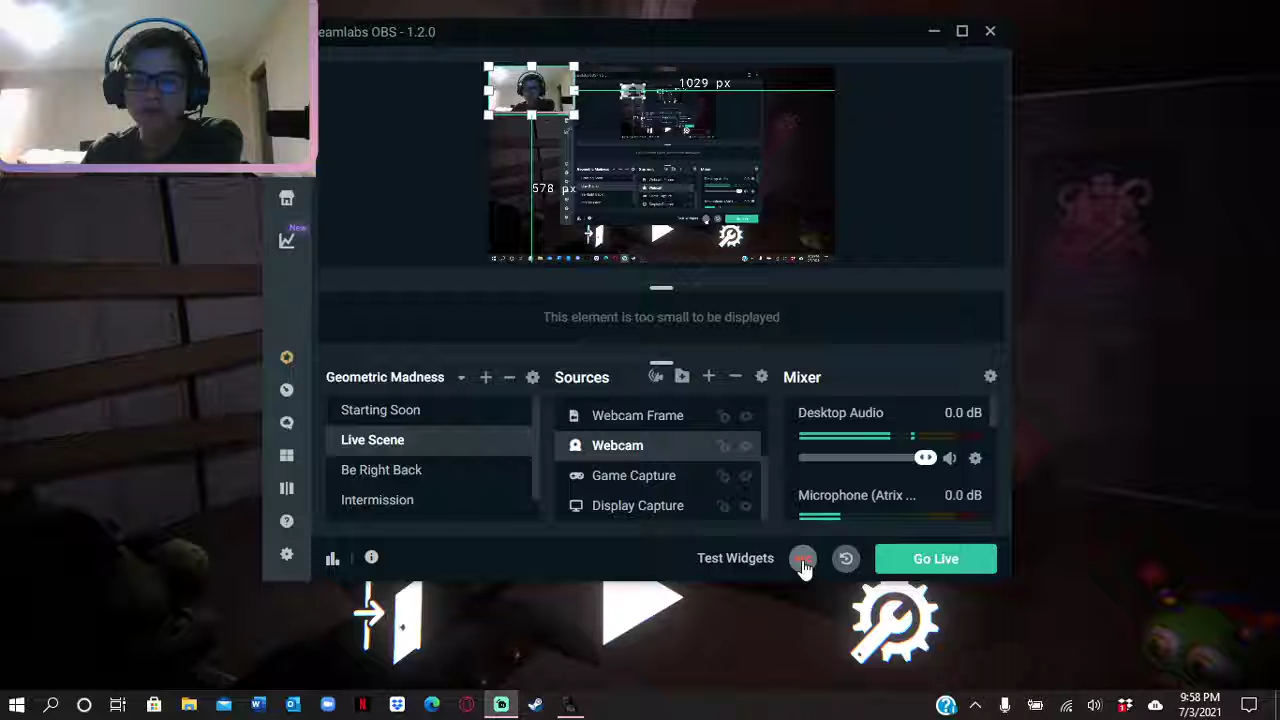 eamlabs OBS - 1.2.0
1029 px
578 px
New
This element is too small to be displayed
Geometric Madness
Sources
Mixer
Starting Soon
Live Scene
Be Right Back
Intermission
Webcam Frame
Webcam
Game Capture
Display Capture
Desktop Audio 0.0 dB
Microphone (Atrix ... 0.0 dB
Test Widgets
Go Live
9:58 PM
7/3/2021